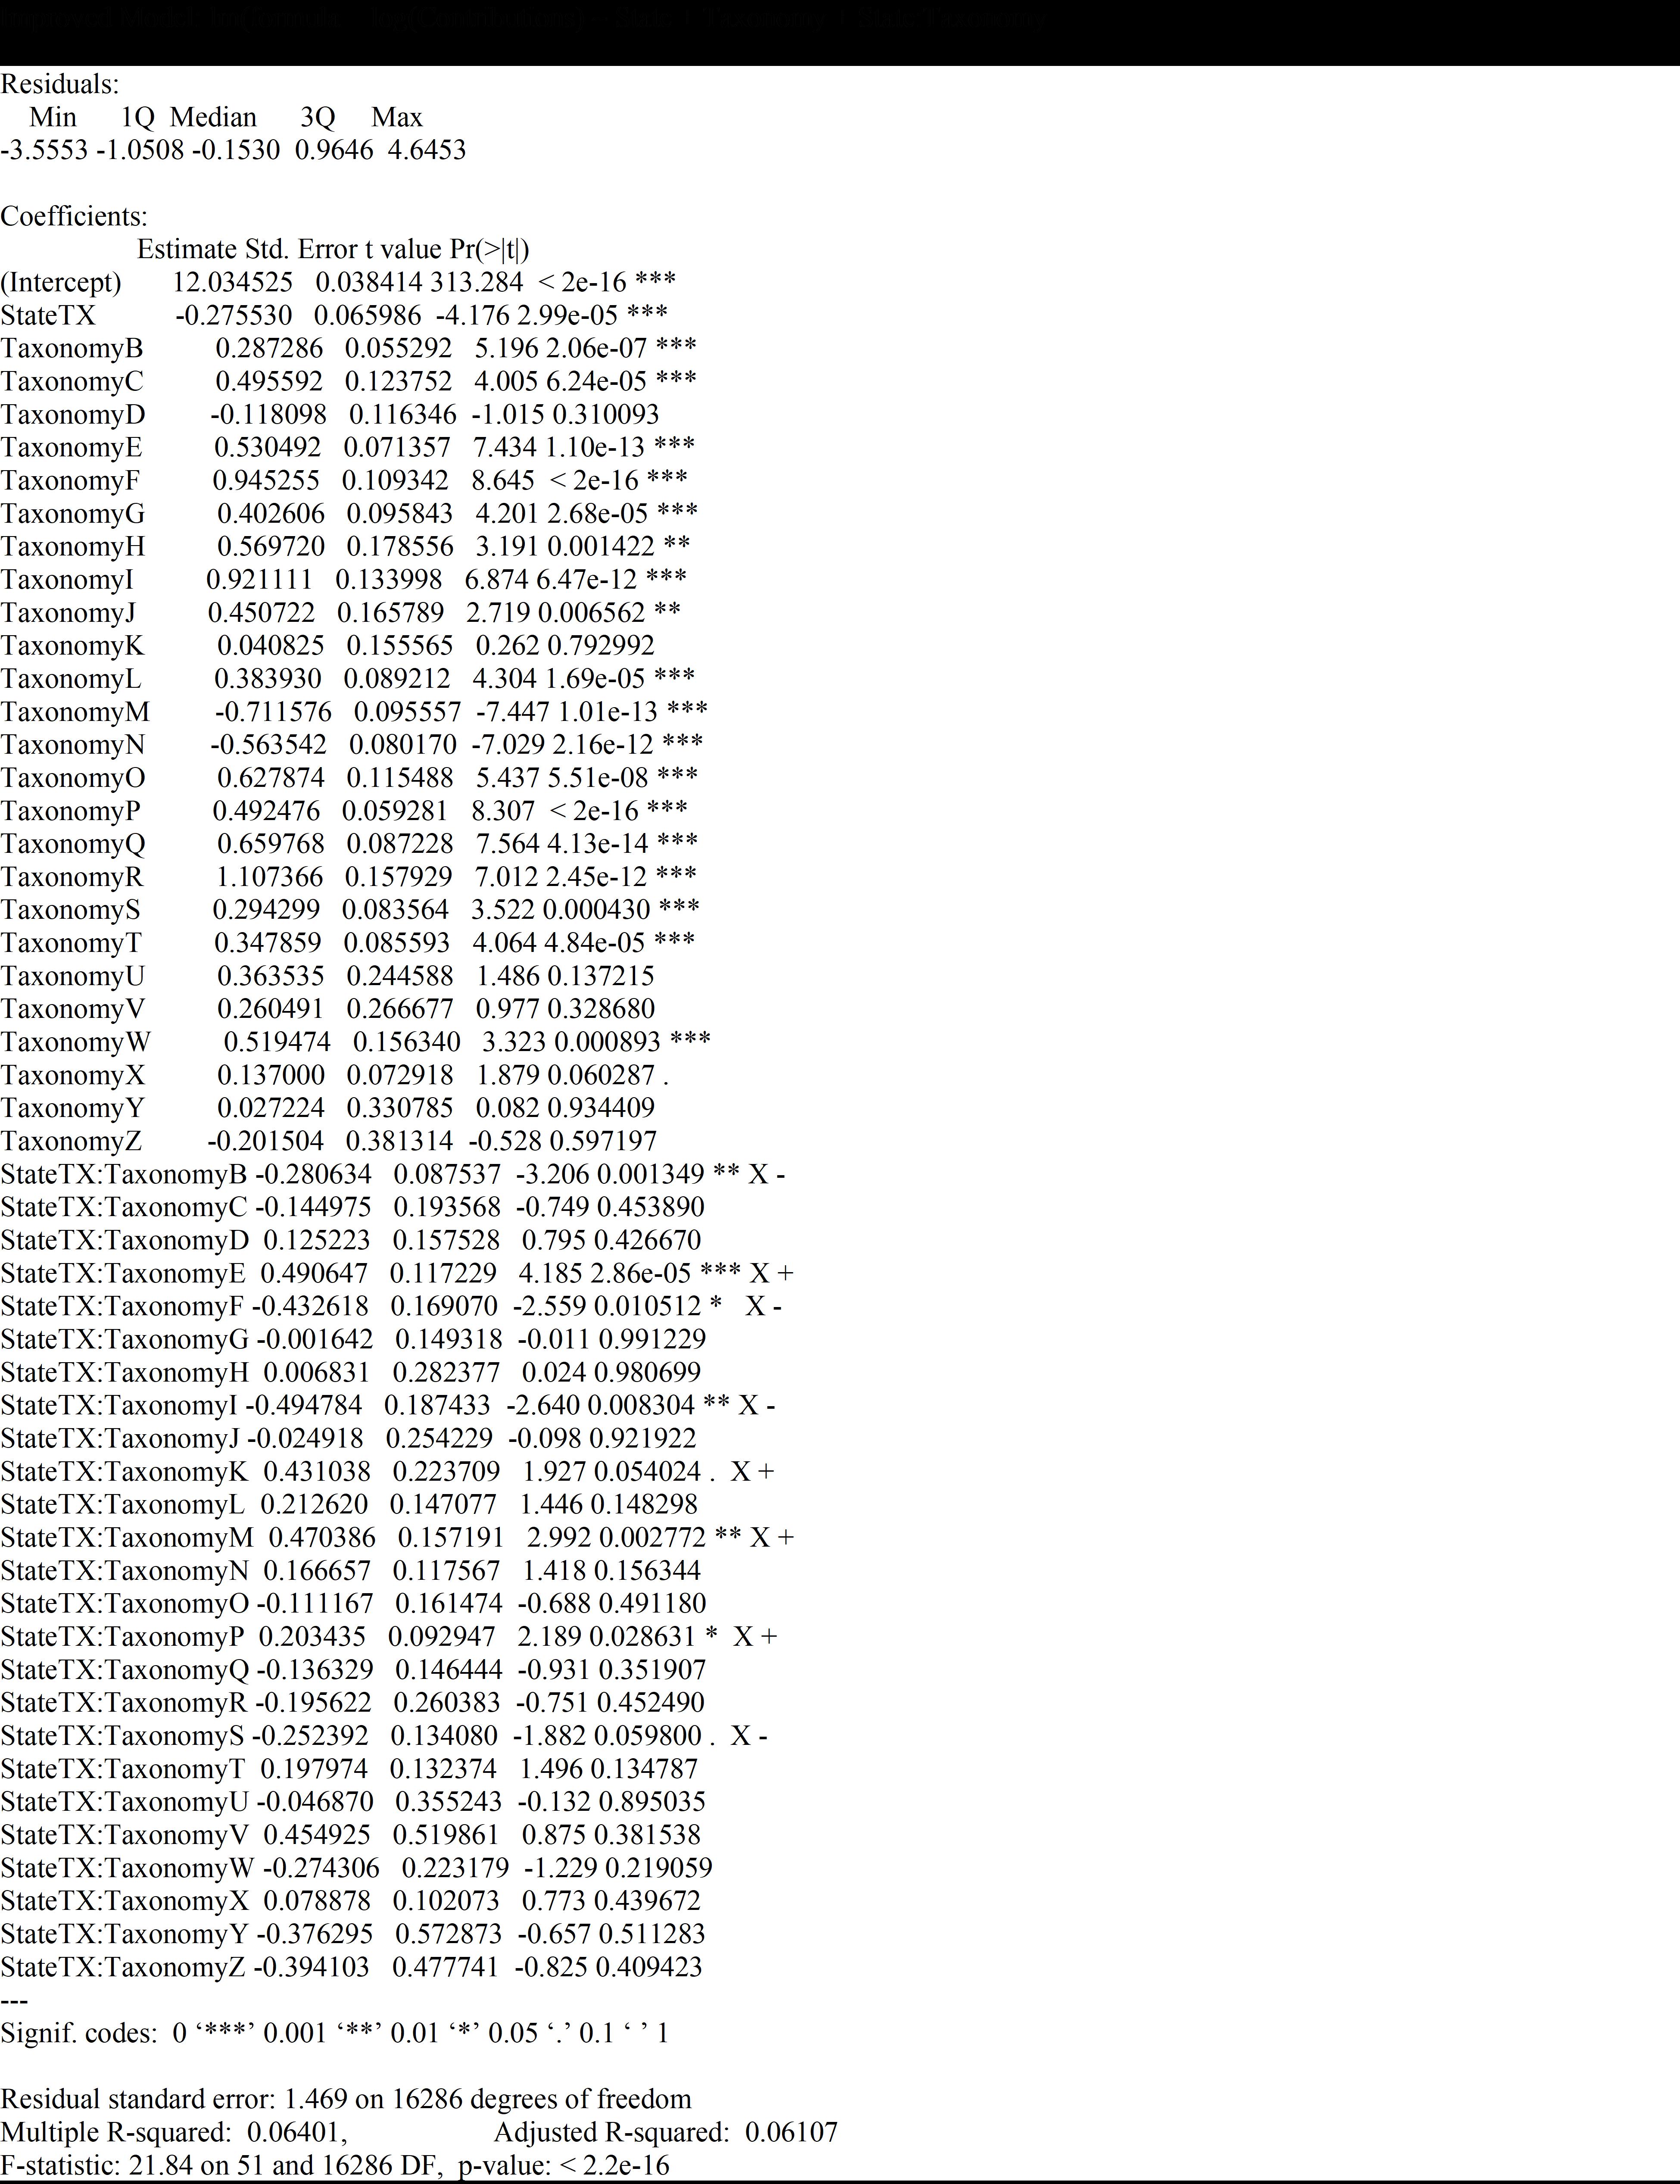 Residuals:
Min 1Q Median 3Q Max
-3.5553 -1.0508 -0.1530 0.9646 4.6453
Coefficients:
Estimate Std. Error t value Pr(>|t|)
(Intercept) 12.034525 0.038414 313.284 < 2e-16 ***
StateTX -0.275530 0.065986 -4.176 2.99e-05 ***
TaxonomyB 0.287286 0.055292 5.196 2.06e-07 ***
TaxonomyC 0.495592 0.123752 4.005 6.24e-05 ***
TaxonomyD -0.118098 0.116346 -1.015 0.310093
TaxonomyE 0.530492 0.071357 7.434 1.10e-13 ***
TaxonomyF 0.945255 0.109342 8.645 < 2e-16 ***
TaxonomyG 0.402606 0.095843 4.201 2.68e-05 ***
TaxonomyH 0.569720 0.178556 3.191 0.001422 **
TaxonomyI 0.921111 0.133998 6.874 6.47e-12 ***
TaxonomyJ 0.450722 0.165789 2.719 0.006562 **
TaxonomyK 0.040825 0.155565 0.262 0.792992
TaxonomyL 0.383930 0.089212 4.304 1.69e-05 ***
TaxonomyM -0.711576 0.095557 -7.447 1.01e-13 ***
TaxonomyN -0.563542 0.080170 -7.029 2.16e-12 ***
TaxonomyO 0.627874 0.115488 5.437 5.51e-08 ***
TaxonomyP 0.492476 0.059281 8.307 < 2e-16 ***
TaxonomyQ 0.659768 0.087228 7.564 4.13e-14 ***
TaxonomyR 1.107366 0.157929 7.012 2.45e-12 ***
TaxonomyS 0.294299 0.083564 3.522 0.000430 ***
TaxonomyT 0.347859 0.085593 4.064 4.84e-05 ***
TaxonomyU 0.363535 0.244588 1.486 0.137215
TaxonomyV 0.260491 0.266677 0.977 0.328680
TaxonomyW 0.519474 0.156340 3.323 0.000893 ***
TaxonomyX 0.137000 0.072918 1.879 0.060287 .
TaxonomyY 0.027224 0.330785 0.082 0.934409
TaxonomyZ -0.201504 0.381314 -0.528 0.597197
StateTX:TaxonomyB -0.280634 0.087537 -3.206 0.001349 ** X -
StateTX:TaxonomyC -0.144975 0.193568 -0.749 0.453890
StateTX:TaxonomyD 0.125223 0.157528 0.795 0.426670
StateTX:TaxonomyE 0.490647 0.117229 4.185 2.86e-05 *** X +
StateTX:TaxonomyF -0.432618 0.169070 -2.559 0.010512 * X -
StateTX:TaxonomyG -0.001642 0.149318 -0.011 0.991229
StateTX:TaxonomyH 0.006831 0.282377 0.024 0.980699
StateTX:TaxonomyI -0.494784 0.187433 -2.640 0.008304 ** X -
StateTX:TaxonomyJ -0.024918 0.254229 -0.098 0.921922
StateTX:TaxonomyK 0.431038 0.223709 1.927 0.054024 . X +
StateTX:TaxonomyL 0.212620 0.147077 1.446 0.148298
StateTX:TaxonomyM 0.470386 0.157191 2.992 0.002772 ** X +
StateTX:TaxonomyN 0.166657 0.117567 1.418 0.156344
StateTX:TaxonomyO -0.111167 0.161474 -0.688 0.491180
StateTX:TaxonomyP 0.203435 0.092947 2.189 0.028631 * X +
StateTX:TaxonomyQ -0.136329 0.146444 -0.931 0.351907
StateTX:TaxonomyR -0.195622 0.260383 -0.751 0.452490
StateTX:TaxonomyS -0.252392 0.134080 -1.882 0.059800 . X -
StateTX:TaxonomyT 0.197974 0.132374 1.496 0.134787
StateTX:TaxonomyU -0.046870 0.355243 -0.132 0.895035
StateTX:TaxonomyV 0.454925 0.519861 0.875 0.381538
StateTX:TaxonomyW -0.274306 0.223179 -1.229 0.219059
StateTX:TaxonomyX 0.078878 0.102073 0.773 0.439672
StateTX:TaxonomyY -0.376295 0.572873 -0.657 0.511283
StateTX:TaxonomyZ -0.394103 0.477741 -0.825 0.409423
---
Signif. codes: 0 ‘***’ 0.001 ‘**’ 0.01 ‘*’ 0.05 ‘.’ 0.1 ‘ ’ 1
Residual standard error: 1.469 on 16286 degrees of freedom
Multiple R-squared: 0.06401, Adjusted R-squared: 0.06107
F-statistic: 21.84 on 51 and 16286 DF, p-value: < 2.2e-16